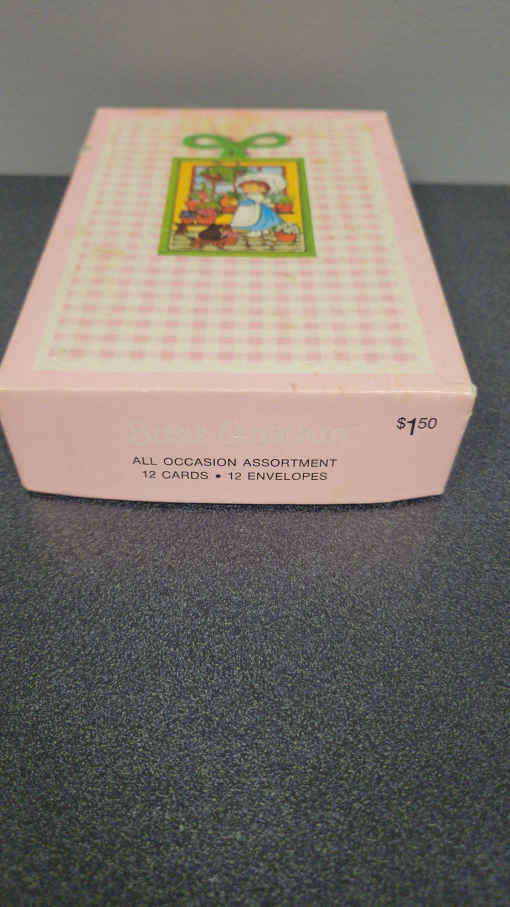 $1.50
ALL OCCASION ASSORTMENT
12 CARDS • 12 ENVELOPES